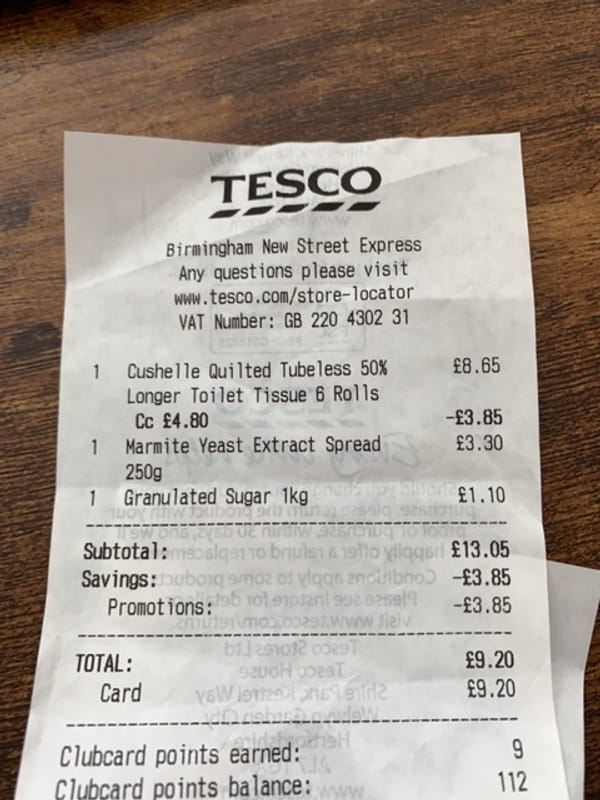 TESCO
Birmingham New Street Express
Any questions please visit
www.tesco.com/store-locator
VAT Number: GB 220 4302 31
1 Cushelle Quilted Tubeless 50% £8.65
Longer Toilet Tissue 6 Rolls
Cc £4.80 -£3.85
1 Marmite Yeast Extract Spread £3.30
250g
1 Granulated Sugar 1kg £1.10
Subtotal: £13.05
Savings: -£3.85
Promotions: -£3.85
TOTAL: £9.20
Card £9.20
Clubcard points earned: 9
Clubcard points balance: 112